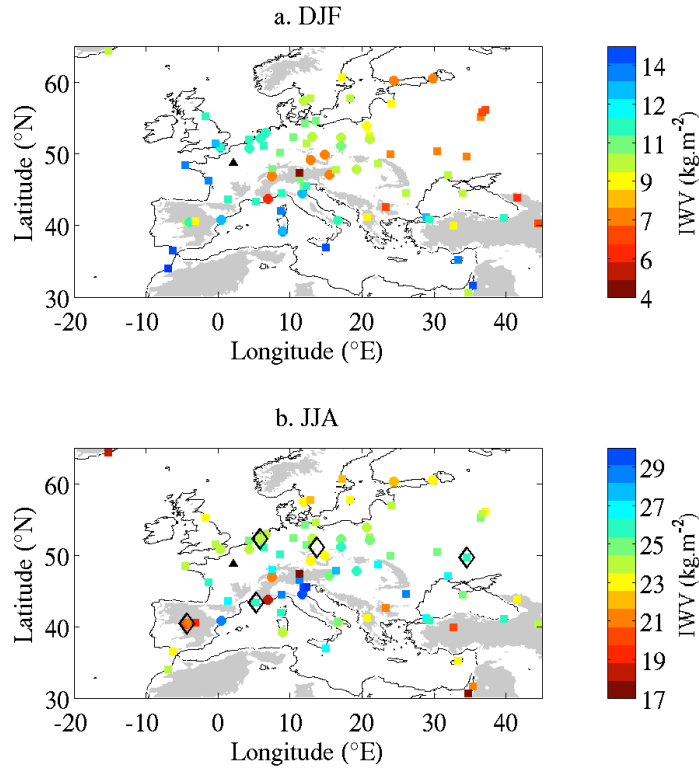 a. DJF
60
50
40
30
Latitude (°N)
-20 -10 0 10 20 30 40
Longitude (°E)
14
12
11
9
7
6
4
IWV (kg.m⁻²)
b. JJA
60
50
40
30
Latitude (°N)
-20 -10 0 10 20 30 40
Longitude (°E)
29
27
25
23
21
19
17
IWV (kg.m⁻²)